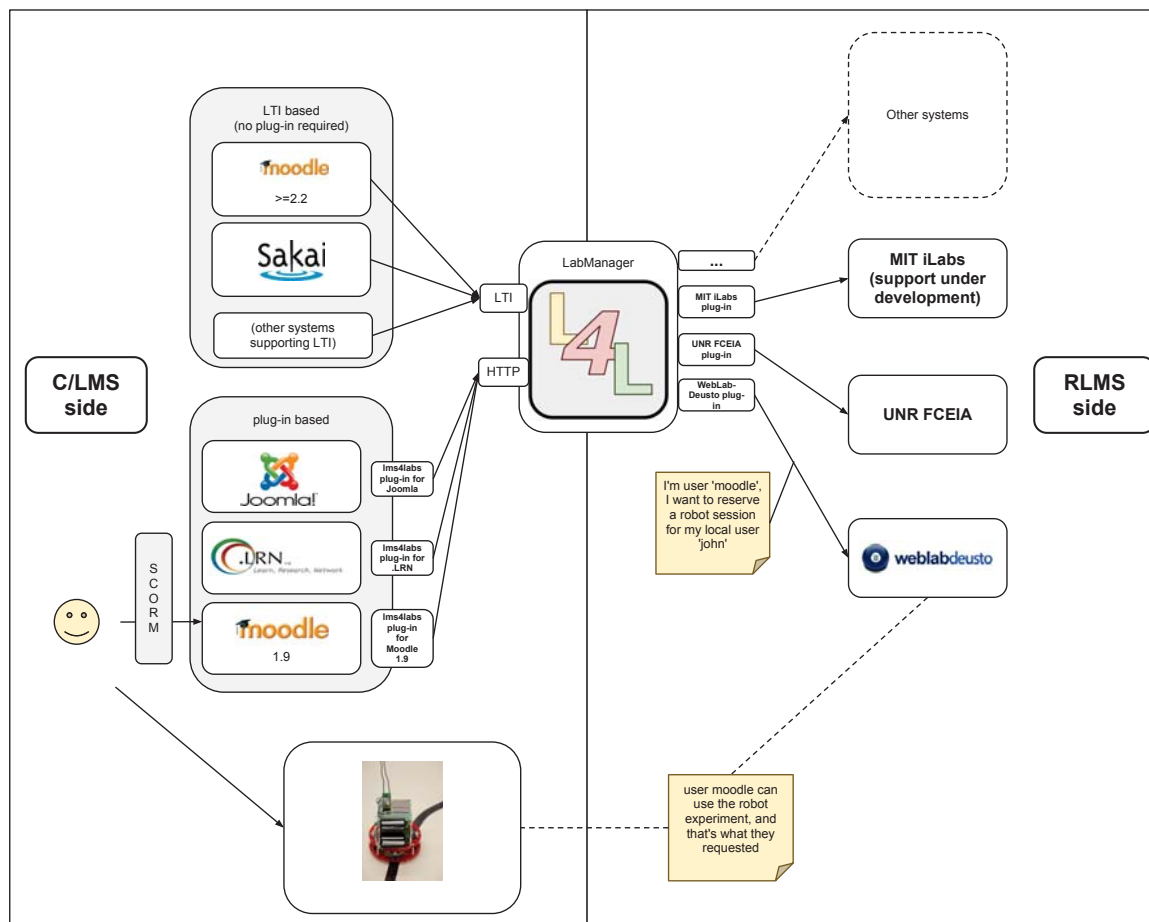 LTI based
(no plug-in required)
moodle
>=2.2
Sakai
(other systems
supporting LTI)
C/LMS
side
plug-in based
Joomla!
lms4labs
plug-in for
Joomla
.LRN
Learn, Research, Network
lms4labs
plug-in for
.LRN
SCORM
moodle
1.9
lms4labs
plug-in
for
Moodle
1.9
LTI
HTTP
LabManager
L4L
...
MIT iLabs
plug-in
UNR FCEIA
plug-in
WebLab-
Deusto plug-
in
Other systems
MIT iLabs
(support under
development)
UNR FCEIA
RLMS
side
I'm user 'moodle',
I want to reserve
a robot session
for my local user
'john'
weblabdeusto
user moodle can
use the robot
experiment, and
that's what they
requested